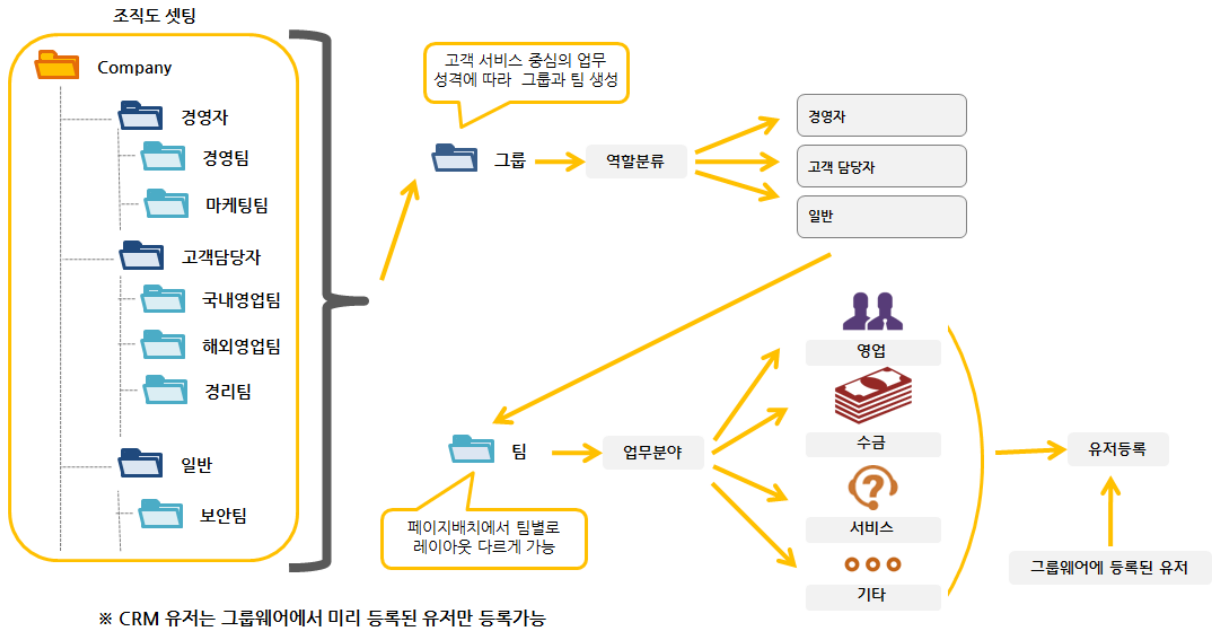 조직도 셋팅
Company
경영자
경영팀
마케팅팀
고객담당자
국내영업팀
해외영업팀
경리팀
일반
보안팀
고객 서비스 중심의 업무
성격에 따라 그룹과 팀 생성
그룹
역할분류
경영자
고객 담당자
일반
팀
업무분야
페이지배치에서 팀별로
레이아웃 다르게 가능
영업
수금
서비스
기타
유저등록
그룹웨어에 등록된 유저
※ CRM 유저는 그룹웨어에서 미리 등록된 유저만 등록가능